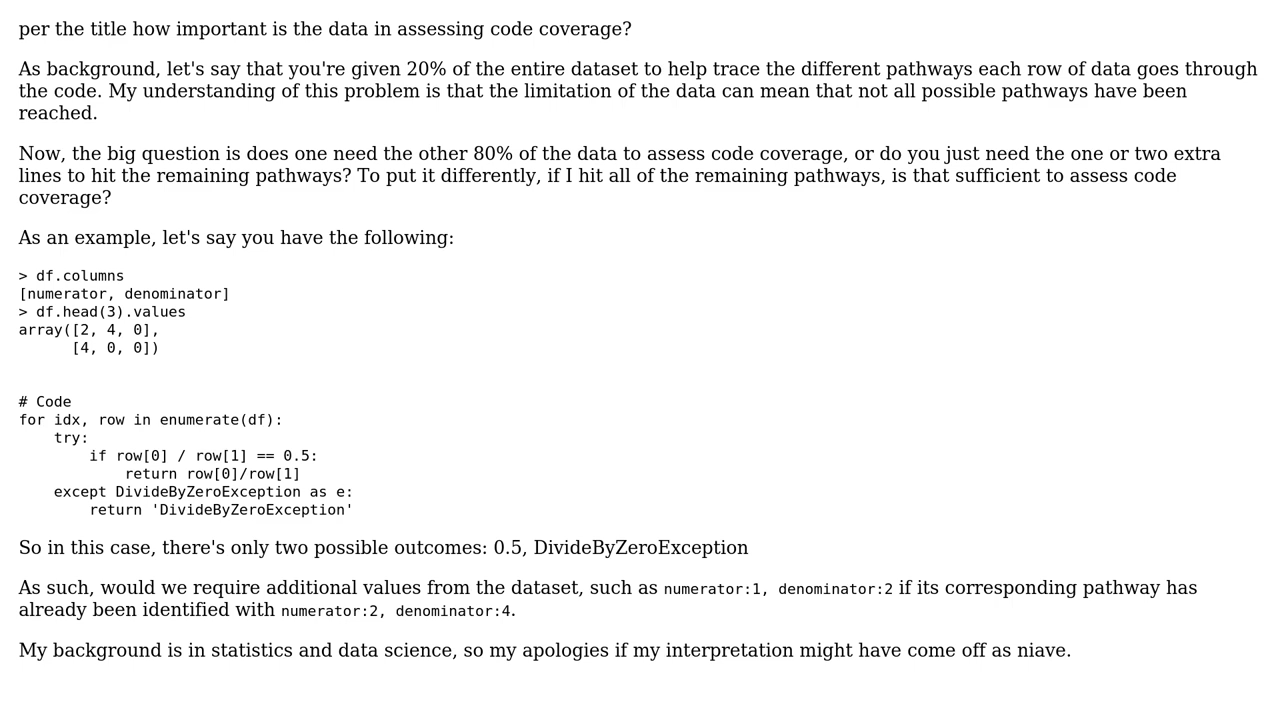 per the title how important is the data in assessing code coverage?
As background, let's say that you're given 20% of the entire dataset to help trace the different pathways each row of data goes through
the code. My understanding of this problem is that the limitation of the data can mean that not all possible pathways have been
reached.
Now, the big question is does one need the other 80% of the data to assess code coverage, or do you just need the one or two extra
lines to hit the remaining pathways? To put it differently, if I hit all of the remaining pathways, is that sufficient to assess code
coverage?
As an example, let's say you have the following:
> df.columns
[numerator, denominator]
> df.head(3).values
array([2, 4, 0],
      [4, 0, 0])
# Code
for idx, row in enumerate(df):
    try:
        if row[0] / row[1] == 0.5:
            return row[0]/row[1]
    except DivideByZeroException as e:
        return 'DivideByZeroException'
So in this case, there's only two possible outcomes: 0.5, DivideByZeroException
As such, would we require additional values from the dataset, such as numerator:1, denominator:2 if its corresponding pathway has
already been identified with numerator:2, denominator:4.
My background is in statistics and data science, so my apologies if my interpretation might have come off as niave.